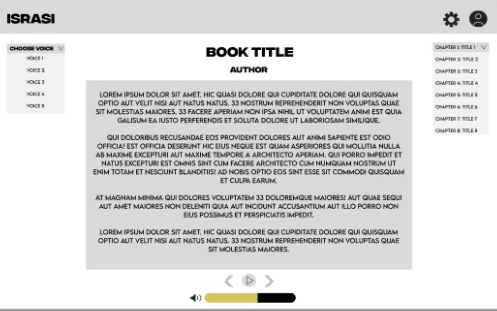 ISRASI
CHOOSE VOICE
VOICE 1
VOICE 2
VOICE 3
VOICE 4
VOICE 5
BOOK TITLE
AUTHOR
LOREM IPSUM DOLOR SIT AMET. HIC QUASI DOLORE QUI CUPIDITATE DOLORE QUI QUISQUAM
OPTIO AUT VELIT NISI AUT NATUS NATUS. 33 NOSTRUM REPREHENDERIT NON VOLUPTAS QUAE
SIT MOLESTIAS MAIORES. 33 FACERE APERIAM NON IPSA NIHIL UT VOLUPTATEM ANIMI EST QUIA
GALISUM EA IUSTO PERFERENDIS ET SOLUTA DOLORE UT LABORIOSAM SIMILIQUE.
QUI DOLORIBUS RECUSANDAE EOS PROVIDENT DOLORES AUT ANIMI SAPIENTE EST ODIO
OFFICIA! EST OFFICIA DESERUNT HIC EIUS NEQUE EST QUAM ASPERIORES QUI MOLLITIA NULLA
AB MAXIME EXCEPTURI AUT MAXIME TEMPORE A ARCHITECTO APERIAM. QUI PORRO IMPEDIT ET
NATUS EXCEPTURI EST OMNIS SINT CUM FACERE ARCHITECTO CUM NUMQUAM NOSTRUM UT
ENIM TOTAM ET NESCIUNT BLANDITIIS! AD NOBIS OPTIO EOS SINT ESSE SIT COMMODI QUISQUAM
ET CULPA EARUM.
AT MAGNAM MINIMA QUI DOLORES VOLUPTATEM 33 DOLOREMQUE MAIORES! AUT QUAE SEQUI
AUT AMET MAIORES NON DELENITI QUIA AUT INCIDUNT ACCUSANTIUM AUT ILLO PORRO NON
EIUS POSSIMUS ET PERSPICIATIS IMPEDIT.
LOREM IPSUM DOLOR SIT AMET. HIC QUASI DOLORE QUI CUPIDITATE DOLORE QUI QUISQUAM
OPTIO AUT VELIT NISI AUT NATUS NATUS. 33 NOSTRUM REPREHENDERIT NON VOLUPTAS QUAE
SIT MOLESTIAS MAIORES.
CHAPTER 1: TITLE 1
CHAPTER 2: TITLE 2
CHAPTER 3: TITLE 3
CHAPTER 4: TITLE 4
CHAPTER 5: TITLE 5
CHAPTER 6: TITLE 6
CHAPTER 7: TITLE 7
CHAPTER 8: TITLE 8